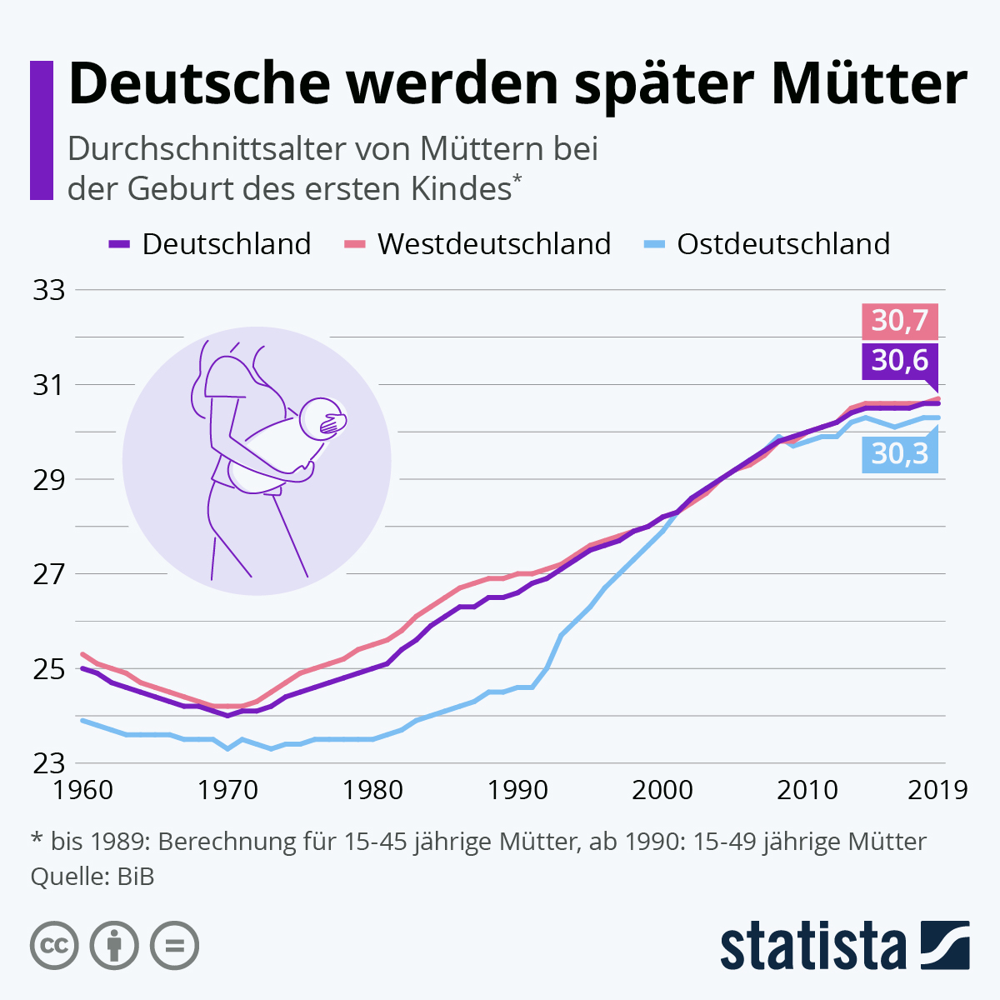 Deutsche werden später Mütter
Durchschnittsalter von Müttern bei
der Geburt des ersten Kindes*
Deutschland Westdeutschland Ostdeutschland
33
30,7
30,6
31
30,3
29
27
25
23
1960 1970 1980 1990 2000 2010 2019
* bis 1989: Berechnung für 15-45 jährige Mütter, ab 1990: 15-49 jährige Mütter
Quelle: BiB
cc = statista